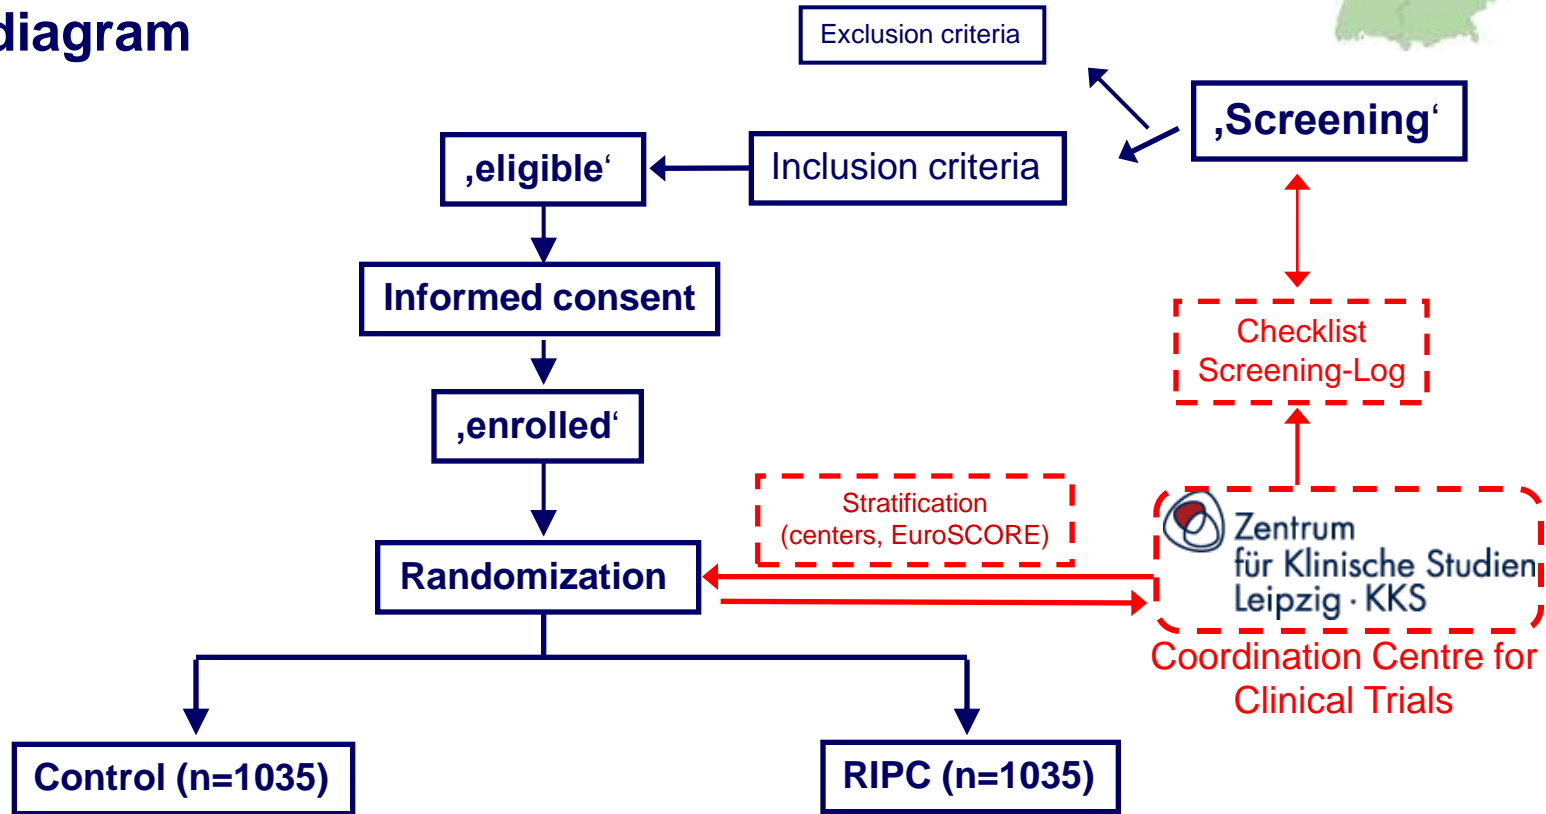 diagram
Exclusion criteria
‚Screening‘
Inclusion criteria
‚eligible‘
Informed consent
Checklist
Screening-Log
‚enrolled‘
Stratification
(centers, EuroSCORE)
Zentrum
für Klinische Studien
Leipzig · KKS
Randomization
Coordination Centre for
Clinical Trials
Control (n=1035)
RIPC (n=1035)